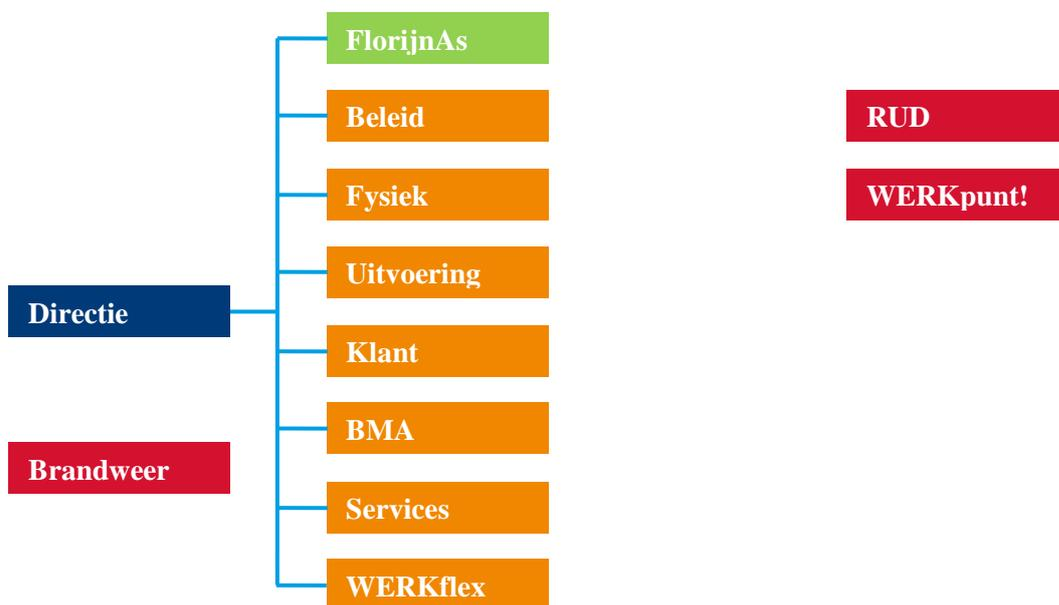 FlorijnAs
Beleid
RUD
Fysiek
WERKpunt!
Uitvoering
Directie
Klant
BMA
Brandweer
Services
WERKflex